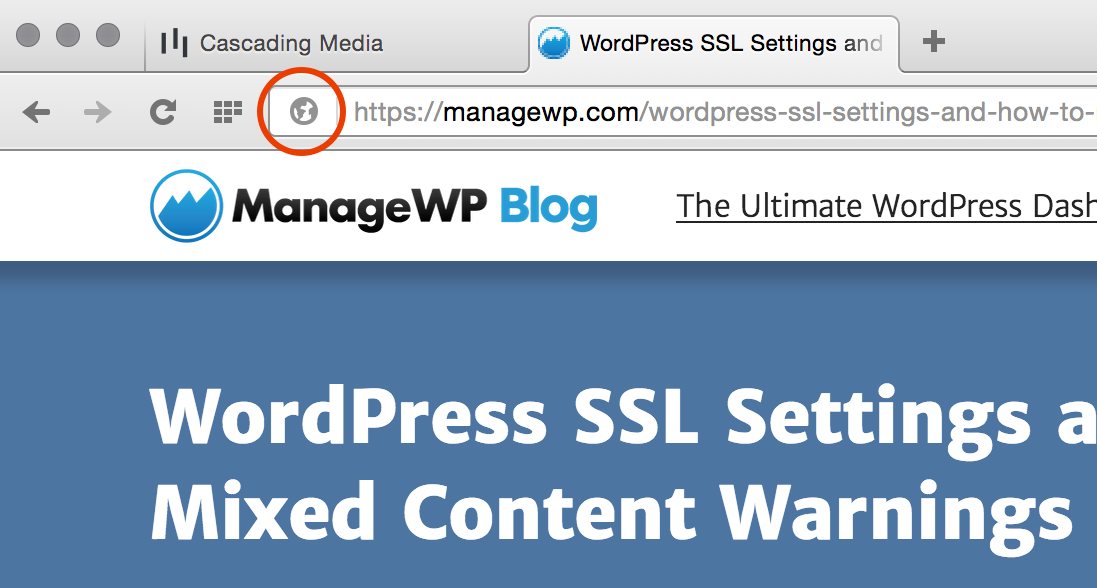 Cascading Media
WordPress SSL Settings and
https://managewp.com/wordpress-ssl-settings-and-how-to-
ManageWP Blog
The Ultimate WordPress Dash
WordPress SSL Settings a
Mixed Content Warnings